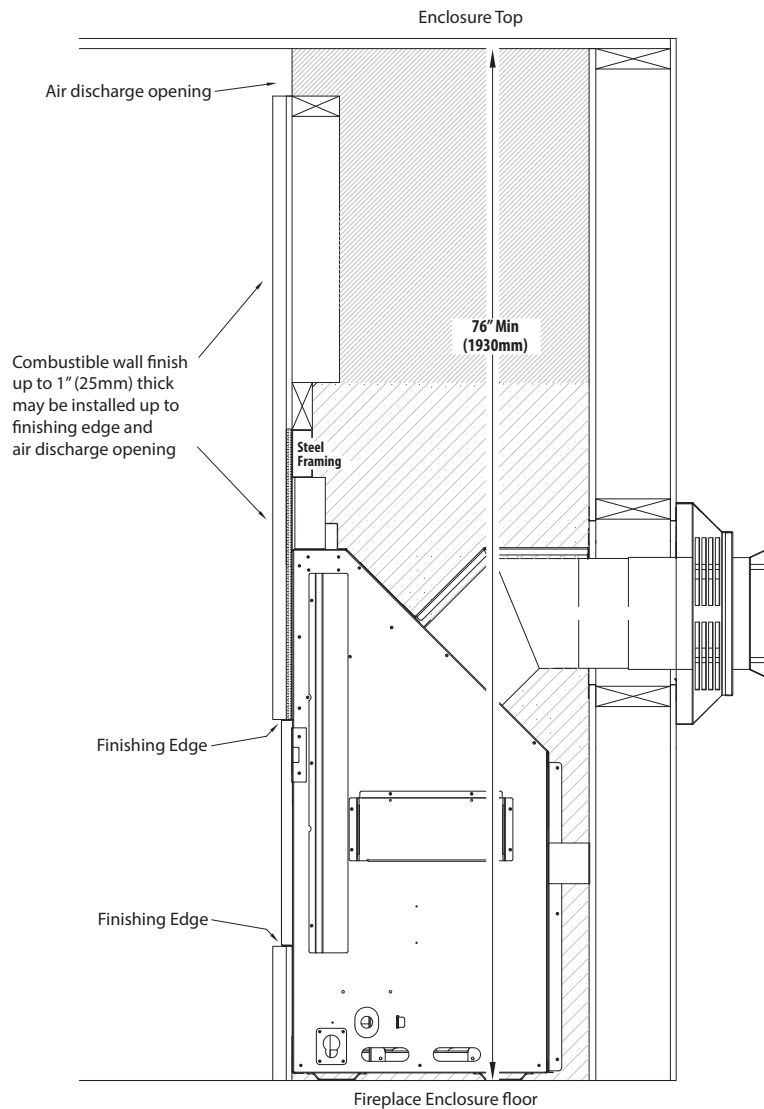 Enclosure Top
Air discharge opening
76” Min
(1930mm)
Combustible wall finish
up to 1” (25mm) thick
may be installed up to
finishing edge and
air discharge opening
Steel
Framing
Finishing Edge
Finishing Edge
Fireplace Enclosure floor